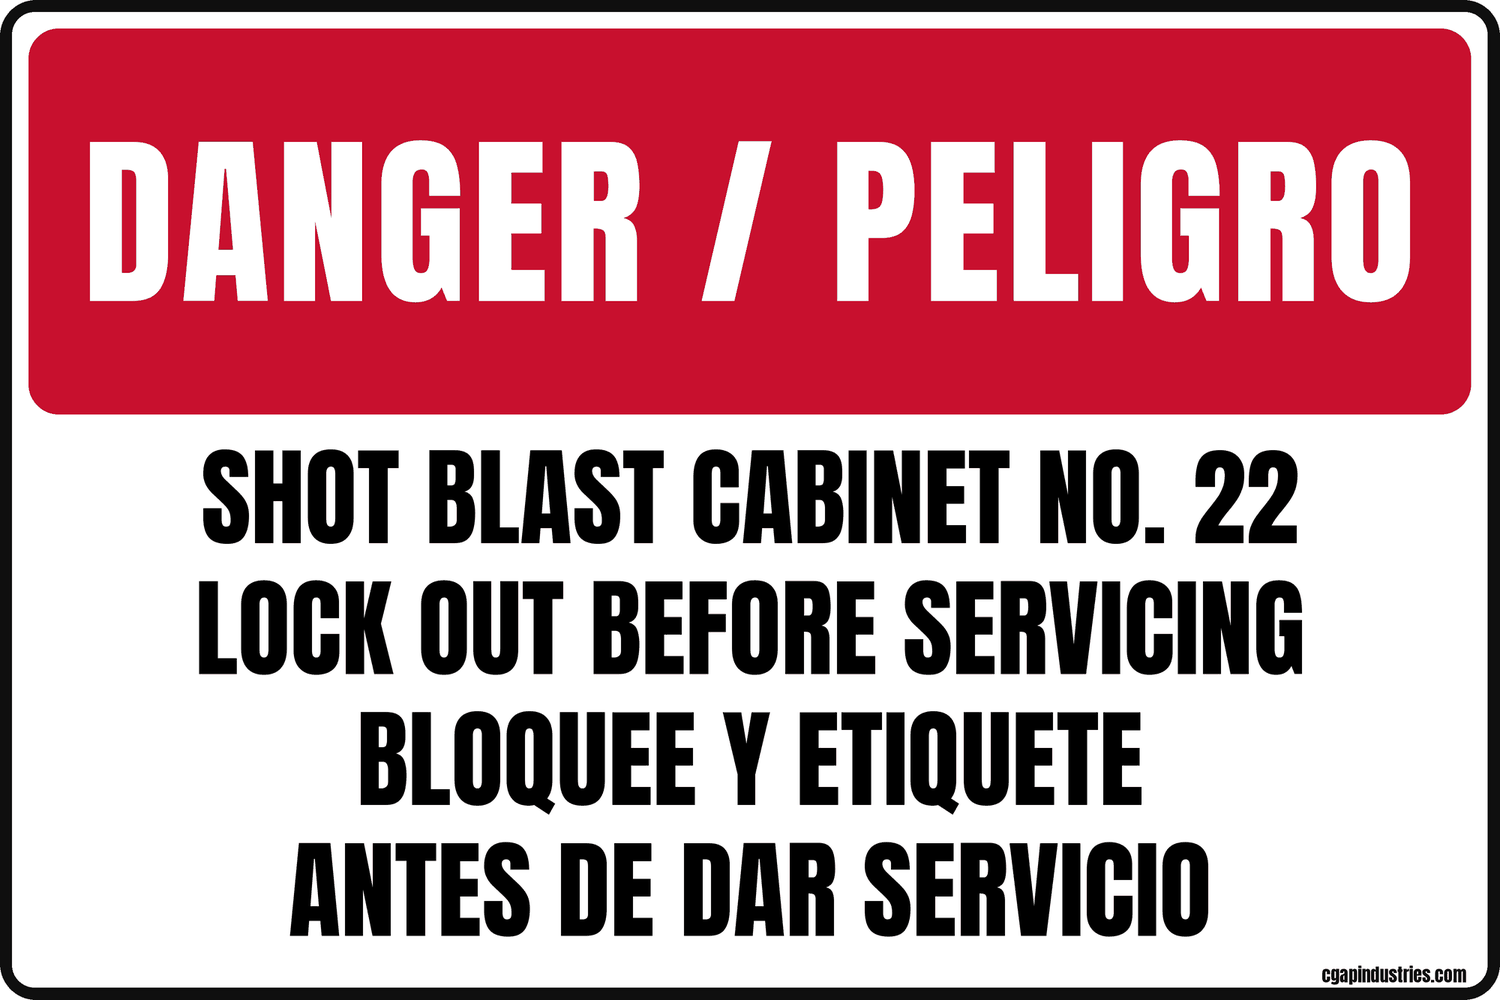 DANGER / PELIGRO
SHOT BLAST CABINET NO. 22
LOCK OUT BEFORE SERVICING
BLOQUEE Y ETIQUETE
ANTES DE DAR SERVICIO
cgapindustries.com